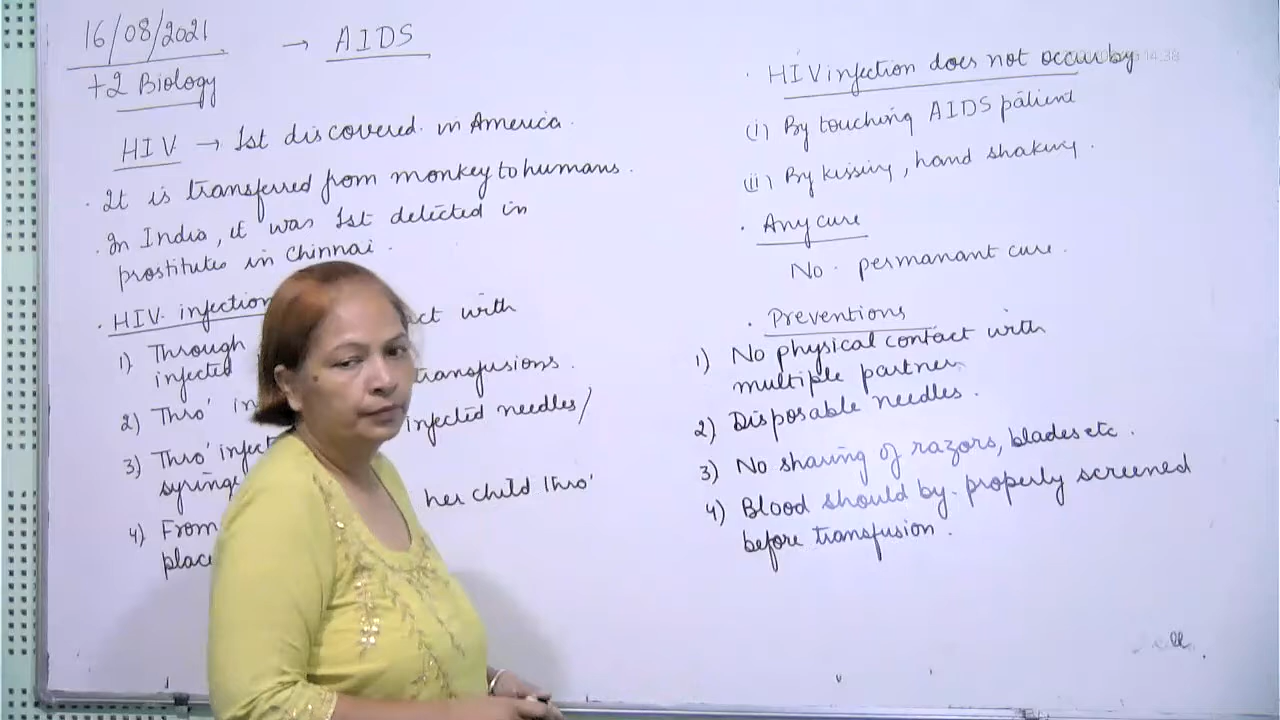 16/08/2021 → AIDS
+2 Biology
HIV → 1st discovered in America.
· It is transferred from monkey to humans.
· In India, it was 1st detected in
prostitutes in Chinnai.
· HIV infection
1) Through ct with
infected
2) Thro' transfusions.
3) Thro' infected needles/
syringe
4) From her child thro'
place
· HIV infection does not occur by
(i) By touching AIDS patient
(ii) By kissing, hand shaking.
· Any cure
No permanant cure.
· Preventions
1) No physical contact with
multiple partner.
2) Disposable needles.
3) No sharing of razors, blades etc.
4) Blood should by properly screened
before transfusion.